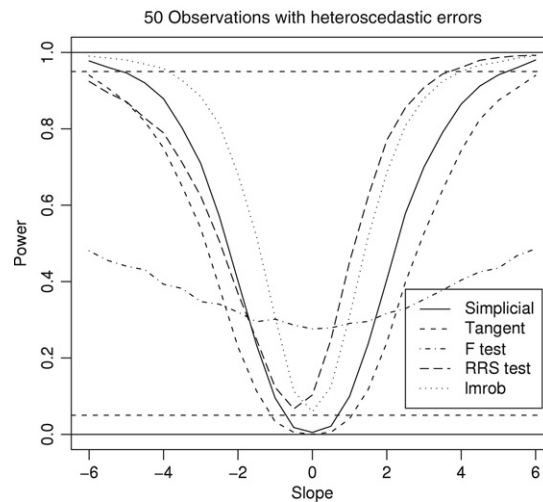 50 Observations with heteroscedastic errors
Power
1.0
0.8
0.6
0.4
0.2
0.0
Simplicial
Tangent
F test
RRS test
lmrob
−6 −4 −2 0 2 4 6
Slope